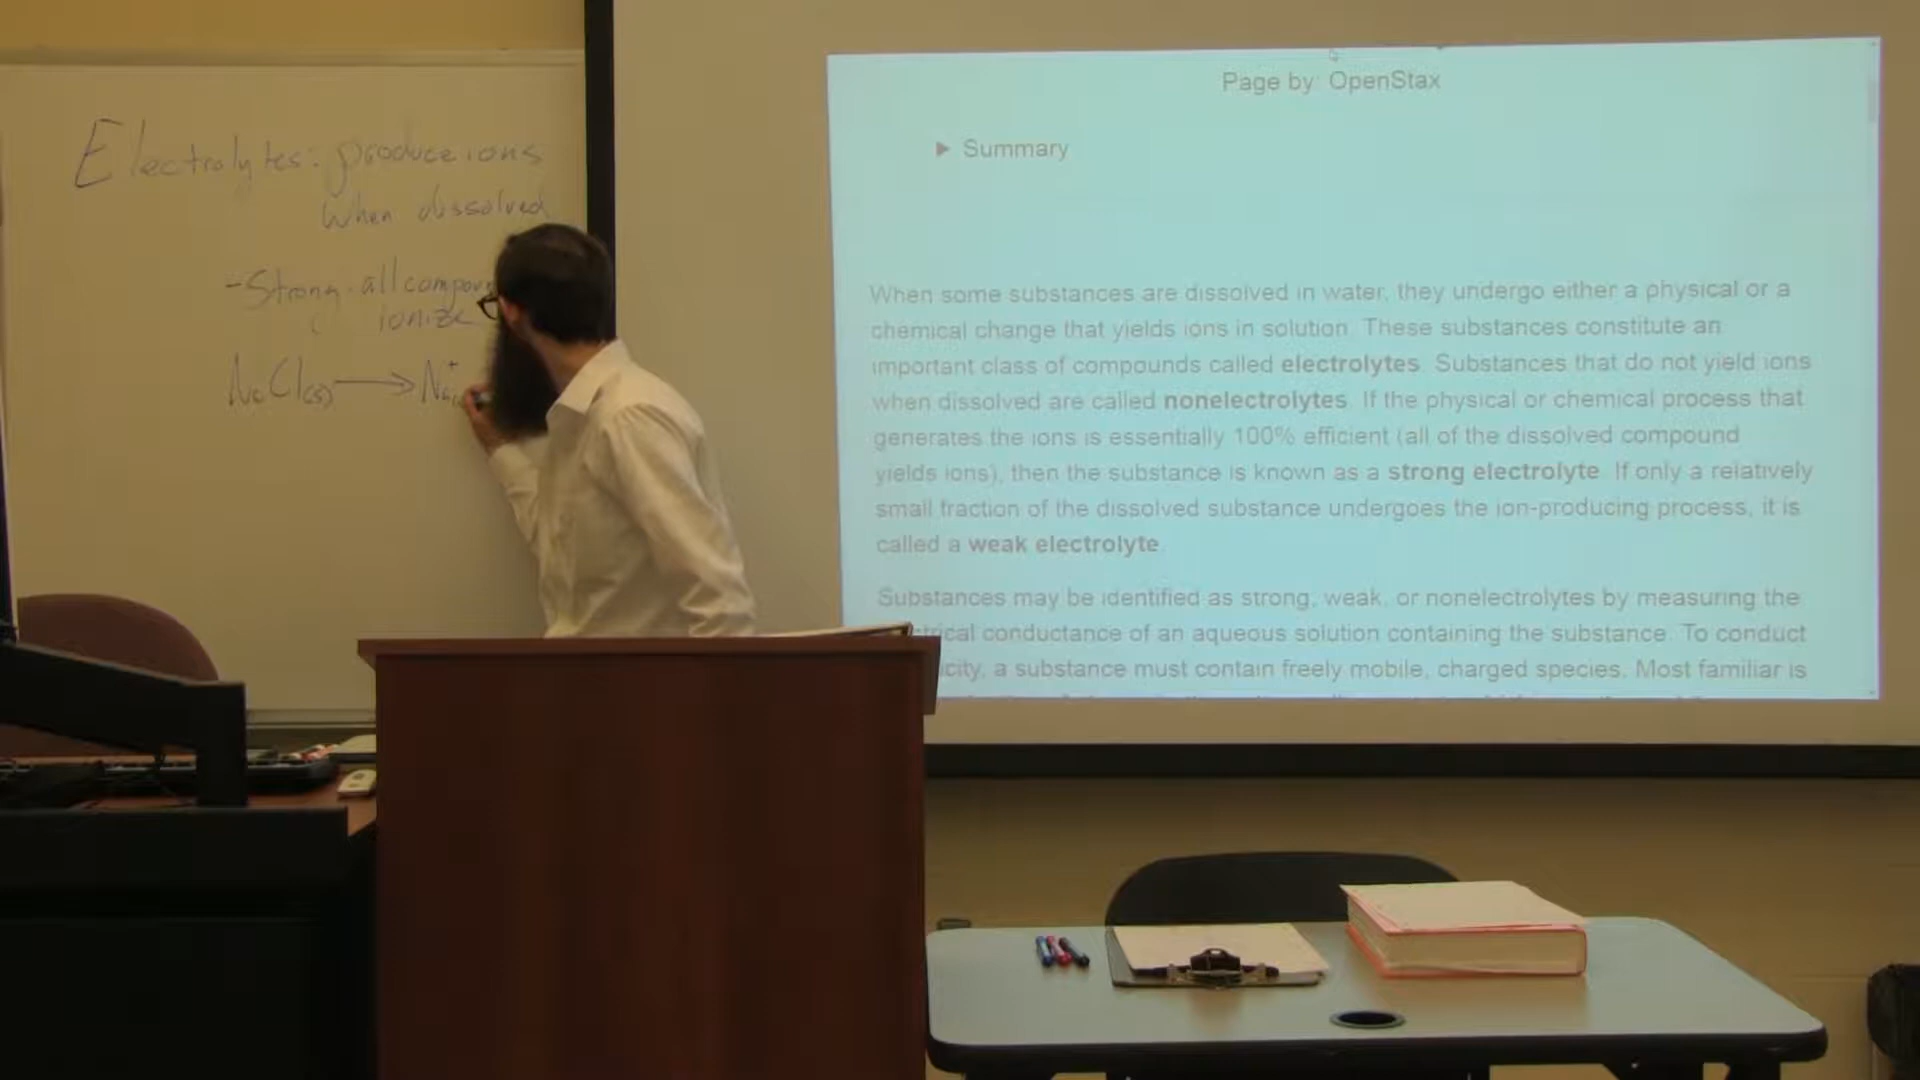 Electrolytes: produce ions
when dissolved
- Strong: all
ionize
NaCl(s) → Na+
Page by: OpenStax
▶ Summary
When some substances are dissolved in water, they undergo either a physical or a
chemical change that yields ions in solution. These substances constitute an
important class of compounds called electrolytes. Substances that do not yield ions
when dissolved are called nonelectrolytes. If the physical or chemical process that
generates the ions is essentially 100% efficient (all of the dissolved compound
yields ions), then the substance is known as a strong electrolyte. If only a relatively
small fraction of the dissolved substance undergoes the ion-producing process, it is
called a weak electrolyte.
Substances may be identified as strong, weak, or nonelectrolytes by measuring the
conductance of an aqueous solution containing the substance. To conduct
a substance must contain freely mobile, charged species. Most familiar is